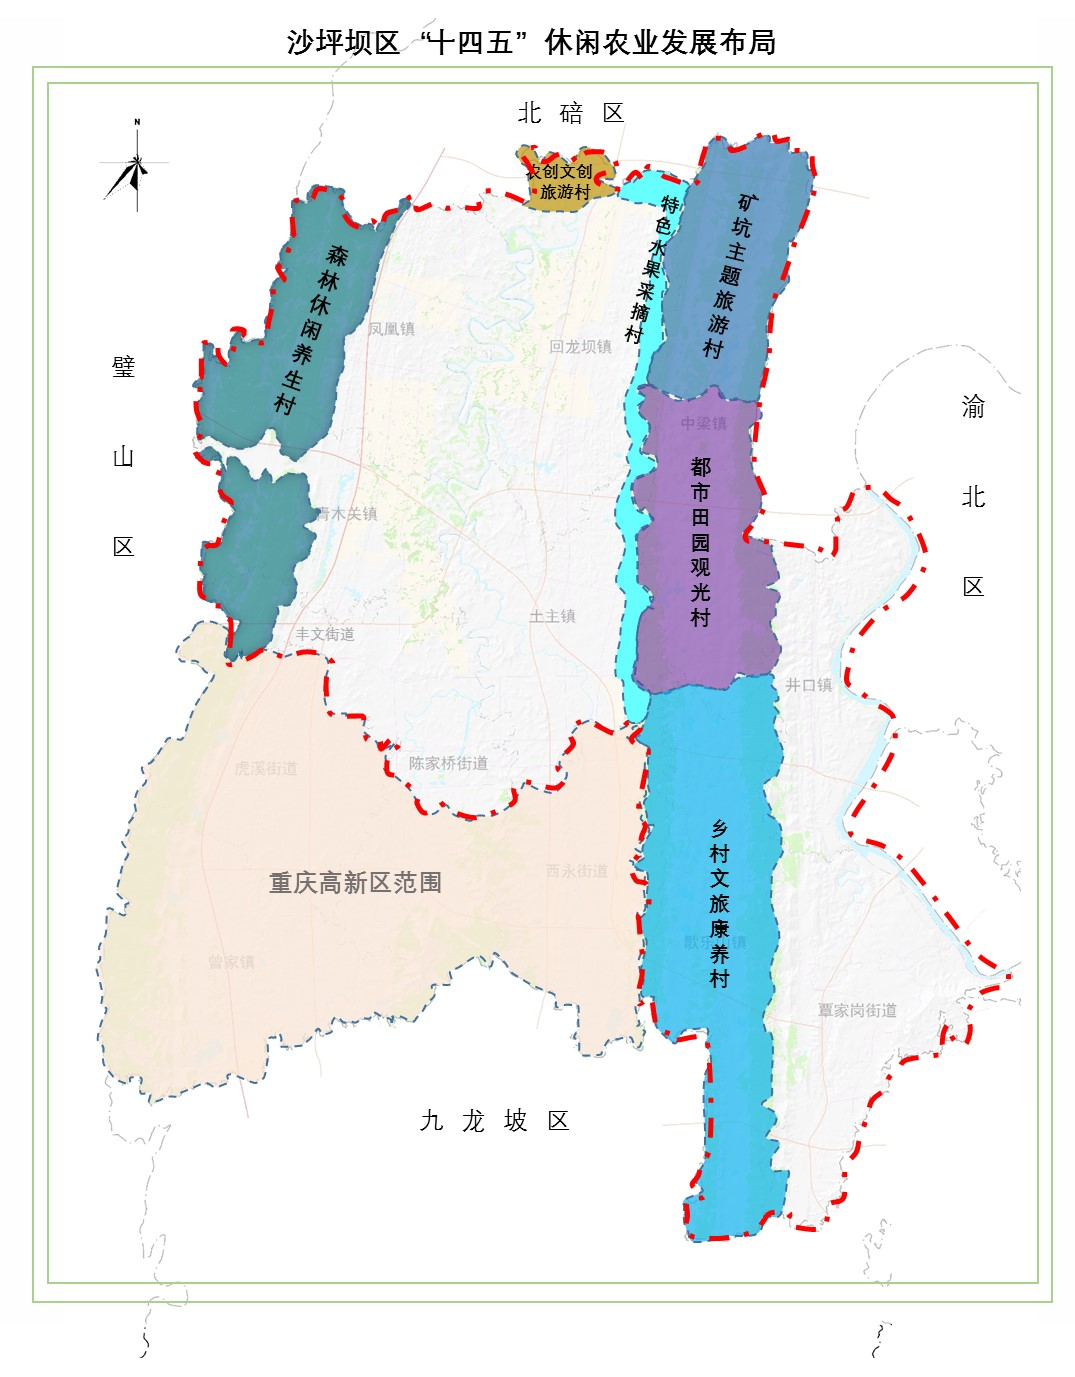 沙坪坝区“十四五”休闲农业发展布局
北碚区
N
农创文创
旅游村
特色水果采摘村
矿坑主题旅游村
森林休闲养生村
凤凰镇
回龙坝镇
璧山区
渝北区
中梁镇
都市田园观光村
青木关镇
土主镇
丰文街道
井口镇
虎溪街道
陈家桥街道
乡村文旅康养村
西永街道
重庆高新区范围
歌乐山镇
曾家镇
覃家岗街道
九龙坡区